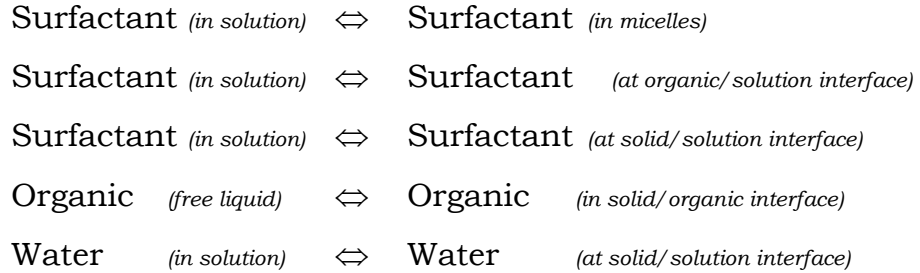 Surfactant (in solution) ⇔ Surfactant (in micelles)
Surfactant (in solution) ⇔ Surfactant (at organic/solution interface)
Surfactant (in solution) ⇔ Surfactant (at solid/solution interface)
Organic (free liquid) ⇔ Organic (in solid/organic interface)
Water (in solution) ⇔ Water (at solid/solution interface)